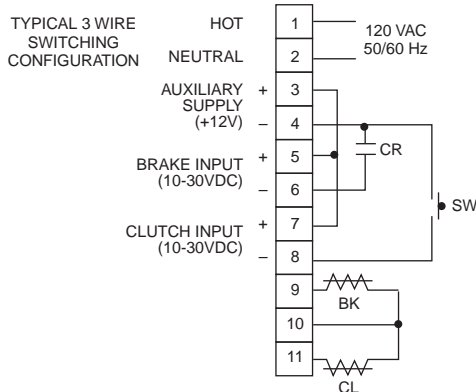 TYPICAL 3 WIRE
SWITCHING
CONFIGURATION
HOT 1
120 VAC
50/60 Hz
NEUTRAL 2
AUXILIARY + 3
SUPPLY
(+12V) – 4
CR
BRAKE INPUT + 5
(10-30VDC)
– 6
SW
CLUTCH INPUT + 7
(10-30VDC)
– 8
9
BK
10
11
CL